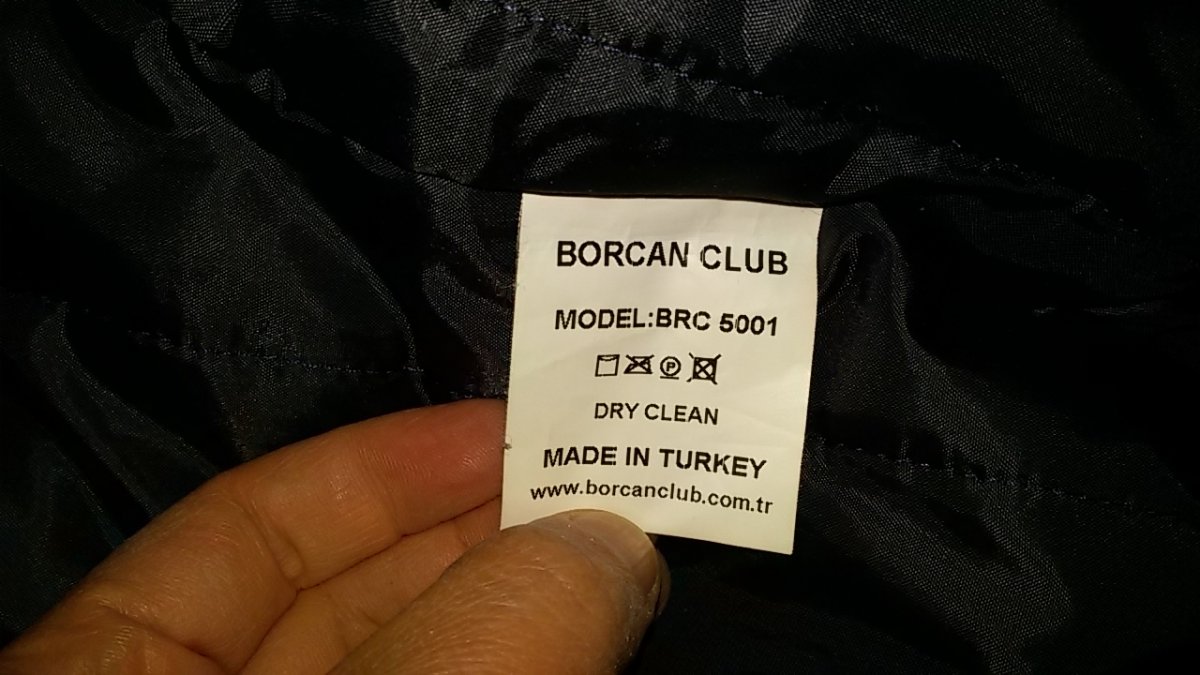 BORCAN CLUB
MODEL:BRC 5001
P
DRY CLEAN
MADE IN TURKEY
www.borcanclub.com.tr